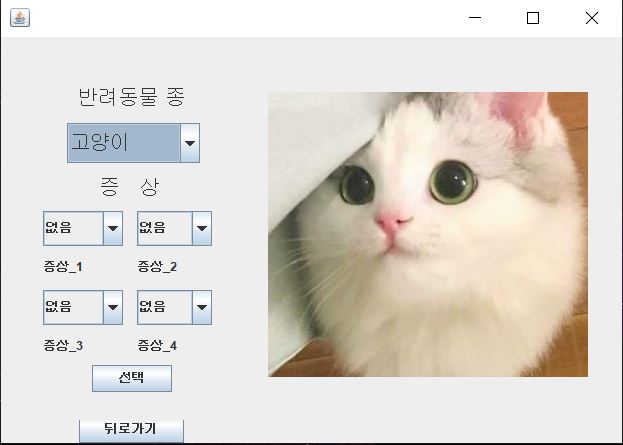 반려동물 종
고양이
증 상
없음 없음
증상_1 증상_2
없음 없음
증상_3 증상_4
선택
뒤로가기